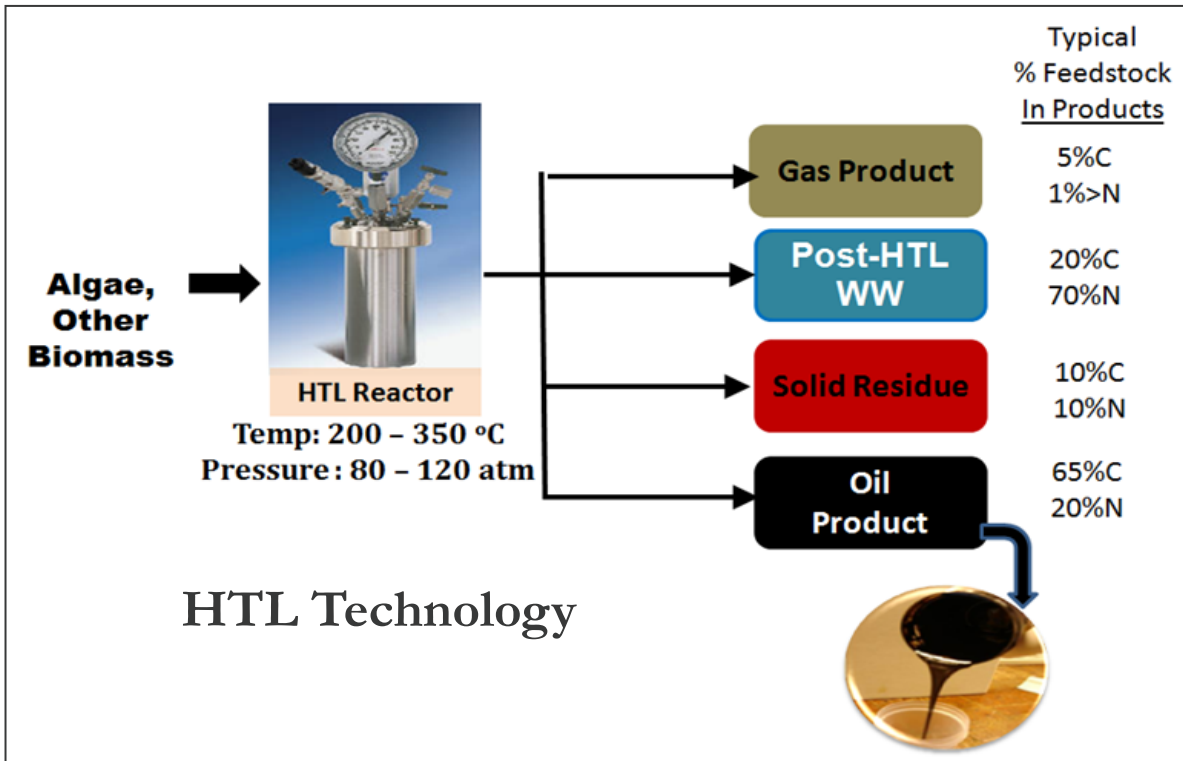 Typical
% Feedstock
In Products
Gas Product
5%C
1%>N
Post-HTL
WW
20%C
70%N
Algae,
Other
Biomass
HTL Reactor
Temp: 200 – 350 °C
Pressure : 80 – 120 atm
Solid Residue
10%C
10%N
Oil
Product
65%C
20%N
HTL Technology